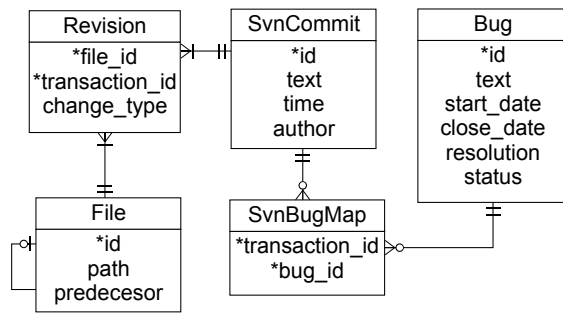 Revision
*file_id
*transaction_id
change_type
SvnCommit
*id
text
time
author
Bug
*id
text
start_date
close_date
resolution
status
File
*id
path
predecesor
SvnBugMap
*transaction_id
*bug_id